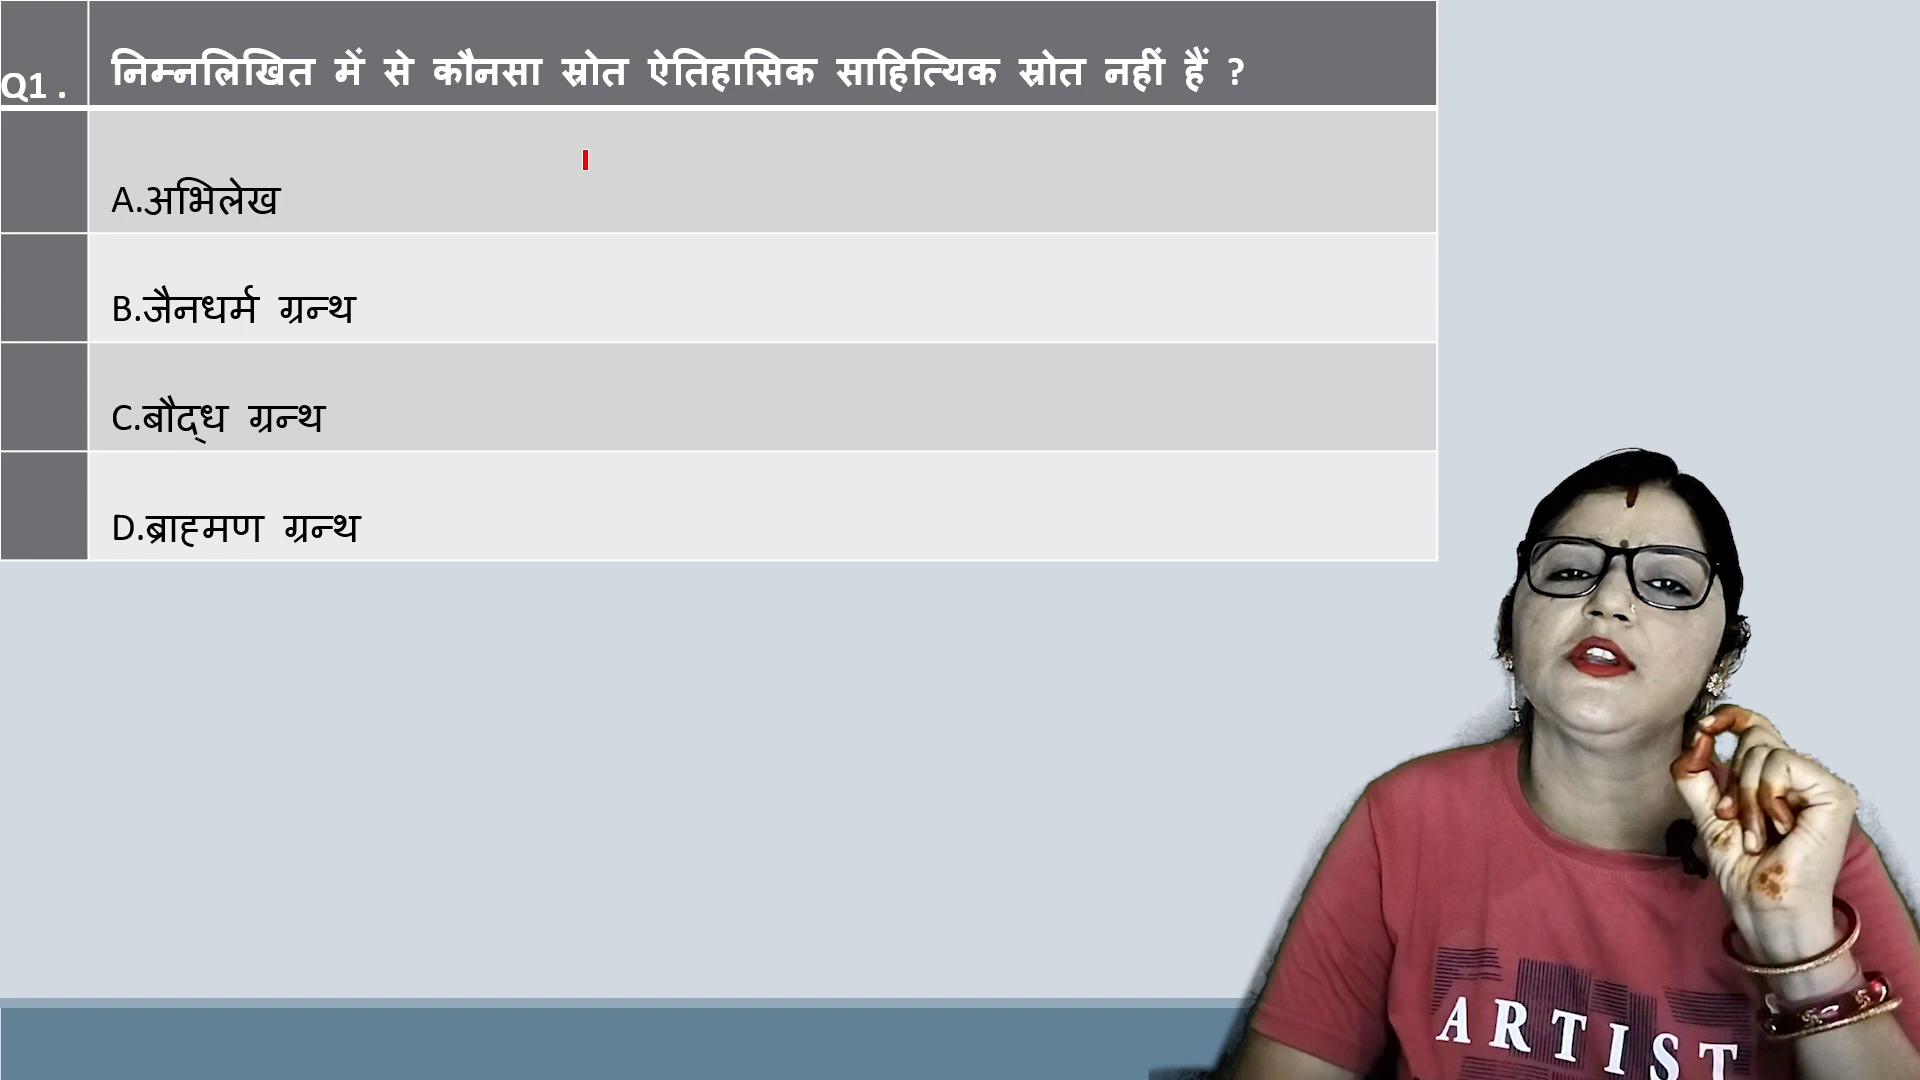 Q1 . निम्नलिखित में से कौनसा स्रोत ऐतिहासिक साहित्यिक स्रोत नहीं हैं ?
A.अभिलेख
B.जैनधर्म ग्रन्थ
C.बौद्ध ग्रन्थ
D.ब्राह्मण ग्रन्थ
ARTIST